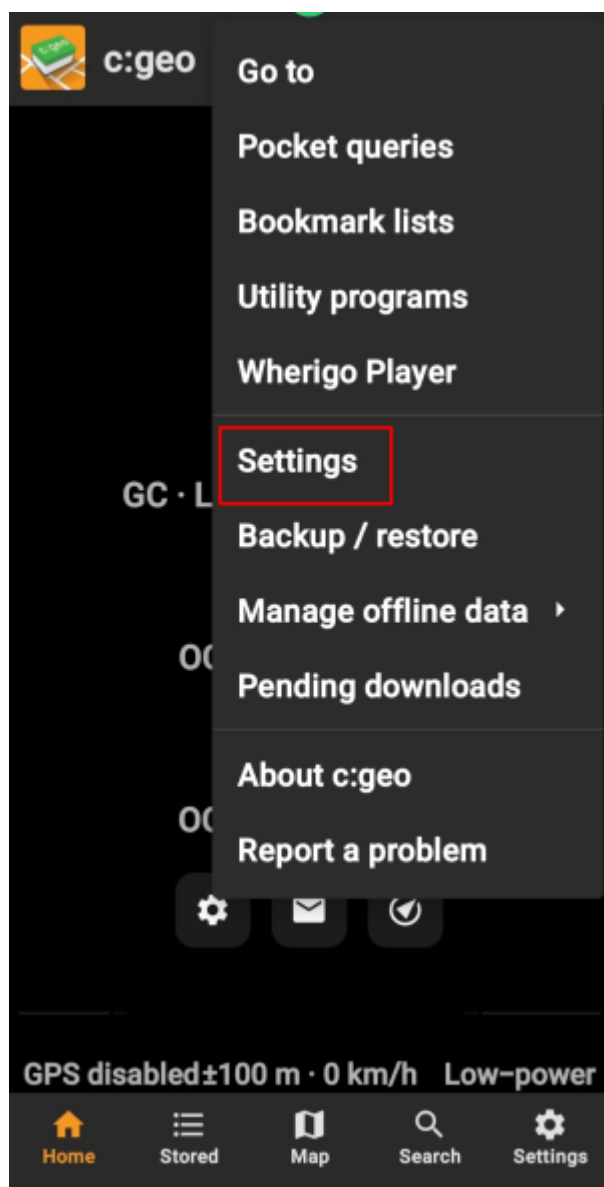 c:geo
Go to
Pocket queries
Bookmark lists
Utility programs
Wherigo Player
Settings
GC · L
Backup / restore
Manage offline data
OC
Pending downloads
About c:geo
OC
Report a problem
GPS disabled±100 m · 0 km/h Low-power
Home Stored Map Search Settings